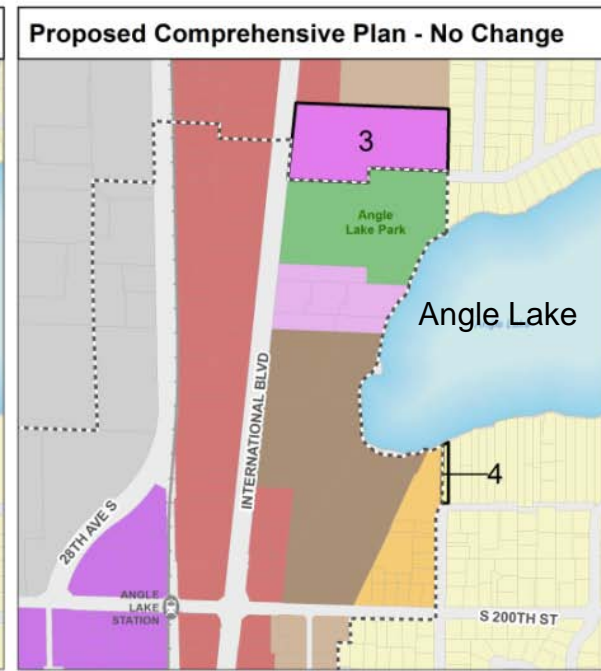 Proposed Comprehensive Plan - No Change
3
Angle
Lake Park
Angle Lake
INTERNATIONAL BLVD
4
28TH AVE S
ANGLE
LAKE
STATION
S 200TH ST